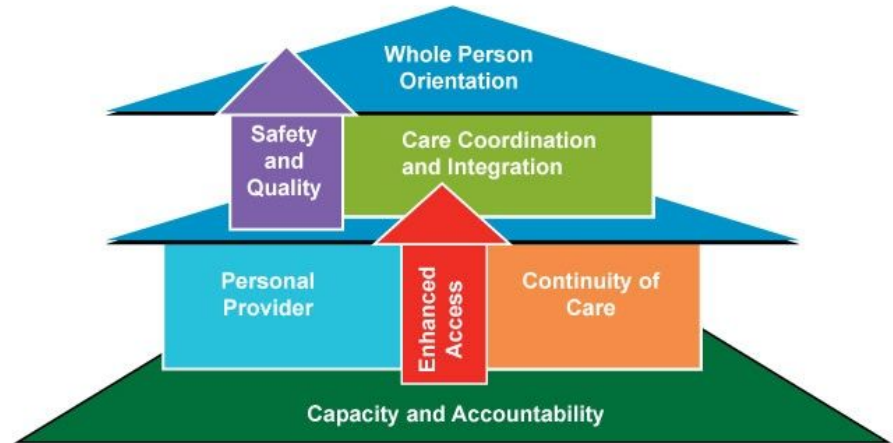 Whole Person
Orientation
Safety
and
Quality
Care Coordination
and Integration
Personal
Provider
Enhanced
Access
Continuity of
Care
Capacity and Accountability